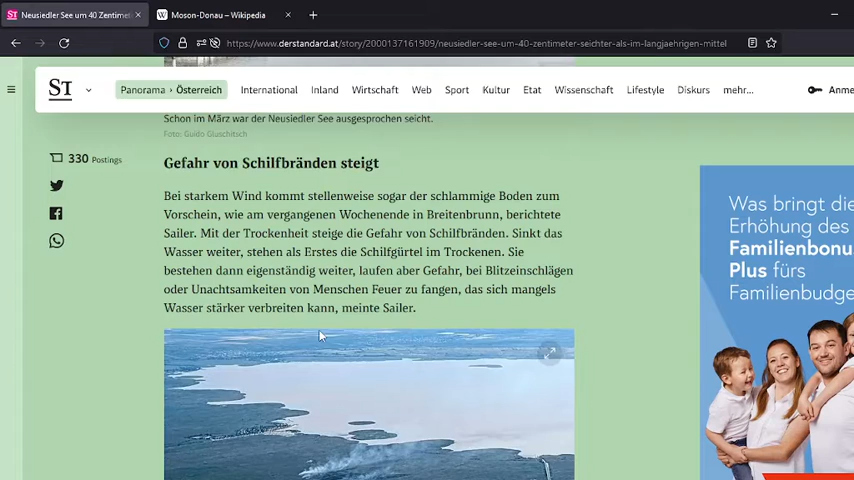 Neusiedler See um 40 Zentimet
Moson-Donau – Wikipedia
https://www.derstandard.at/story/2000137161909/neusiedler-see-um-40-zentimeter-seichter-als-im-langjaehrigen-mittel
ST
Panorama › Österreich
International
Inland
Wirtschaft
Web
Sport
Kultur
Etat
Wissenschaft
Lifestyle
Diskurs
mehr...
Anme
Schon im März war der Neusiedler See ausgesprochen seicht.
Foto: Guido Gluschitsch
330 Postings
Gefahr von Schilfbränden steigt
Bei starkem Wind kommt stellenweise sogar der schlammige Boden zum
Vorschein, wie am vergangenen Wochenende in Breitenbrunn, berichtete
Sailer. Mit der Trockenheit steige die Gefahr von Schilfbränden. Sinkt das
Wasser weiter, stehen als Erstes die Schilfgürtel im Trockenen. Sie
bestehen dann eigenständig weiter, laufen aber Gefahr, bei Blitzeinschlägen
oder Unachtsamkeiten von Menschen Feuer zu fangen, das sich mangels
Wasser stärker verbreiten kann, meinte Sailer.
Was bringt die
Erhöhung des
Familienbonu
Plus fürs
Familienbudge